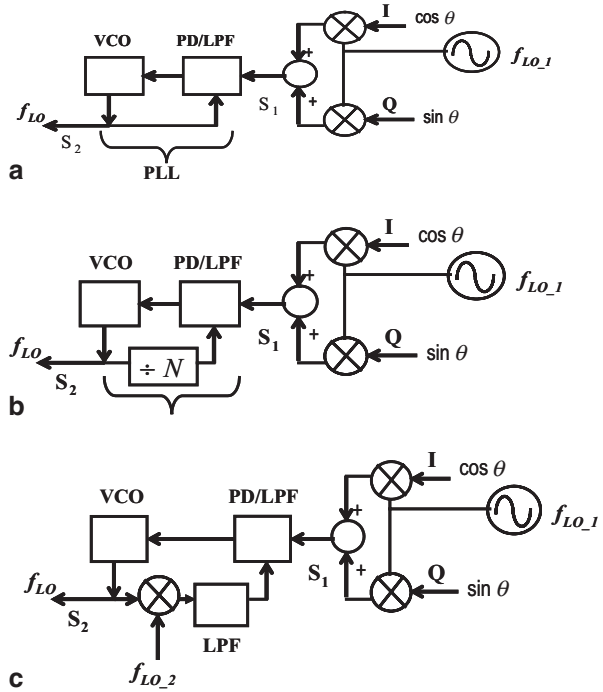 I cos θ
VCO PD/LPF
+
f_LO_1
f_LO S_1 + Q sin θ
S_2
a PLL
I cos θ
VCO PD/LPF
+
f_LO_1
f_LO S_1 + Q sin θ
÷ N
S_2
b
I cos θ
VCO PD/LPF
+
f_LO_1
f_LO S_1 + Q sin θ
S_2
LPF
c f_LO_2